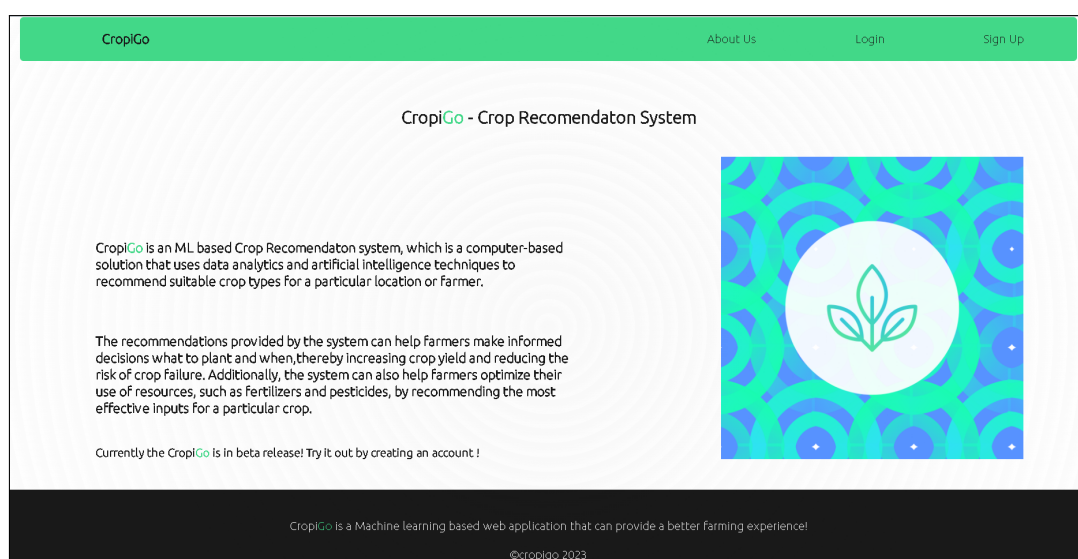 CropiGo
About Us
Login
Sign Up
CropiGo - Crop Recomendaton System
CropiGo is an ML based Crop Recomendaton system, which is a computer-based
solution that uses data analytics and artificial intelligence techniques to
recommend suitable crop types for a particular location or farmer.
The recommendations provided by the system can help farmers make informed
decisions what to plant and when,thereby increasing crop yield and reducing the
risk of crop failure. Additionally, the system can also help farmers optimize their
use of resources, such as fertilizers and pesticides, by recommending the most
effective inputs for a particular crop.
Currently the CropiGo is in beta release! Try it out by creating an account !
CropiGo is a Machine learning based web application that can provide a better farming experience!
©cropigo 2023